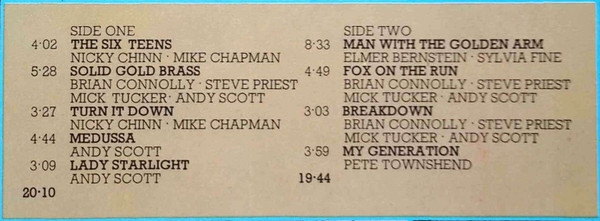 SIDE ONE
4·02 THE SIX TEENS
NICKY CHINN · MIKE CHAPMAN
5·28 SOLID GOLD BRASS
BRIAN CONNOLLY · STEVE PRIEST
MICK TUCKER · ANDY SCOTT
3·27 TURN IT DOWN
NICKY CHINN · MIKE CHAPMAN
4·44 MEDUSSA
ANDY SCOTT
3·09 LADY STARLIGHT
ANDY SCOTT
20·10
SIDE TWO
8·33 MAN WITH THE GOLDEN ARM
ELMER BERNSTEIN · SYLVIA FINE
4·49 FOX ON THE RUN
BRIAN CONNOLLY · STEVE PRIEST
MICK TUCKER · ANDY SCOTT
3·03 BREAKDOWN
BRIAN CONNOLLY · STEVE PRIEST
MICK TUCKER · ANDY SCOTT
3·59 MY GENERATION
PETE TOWNSHEND
19·44